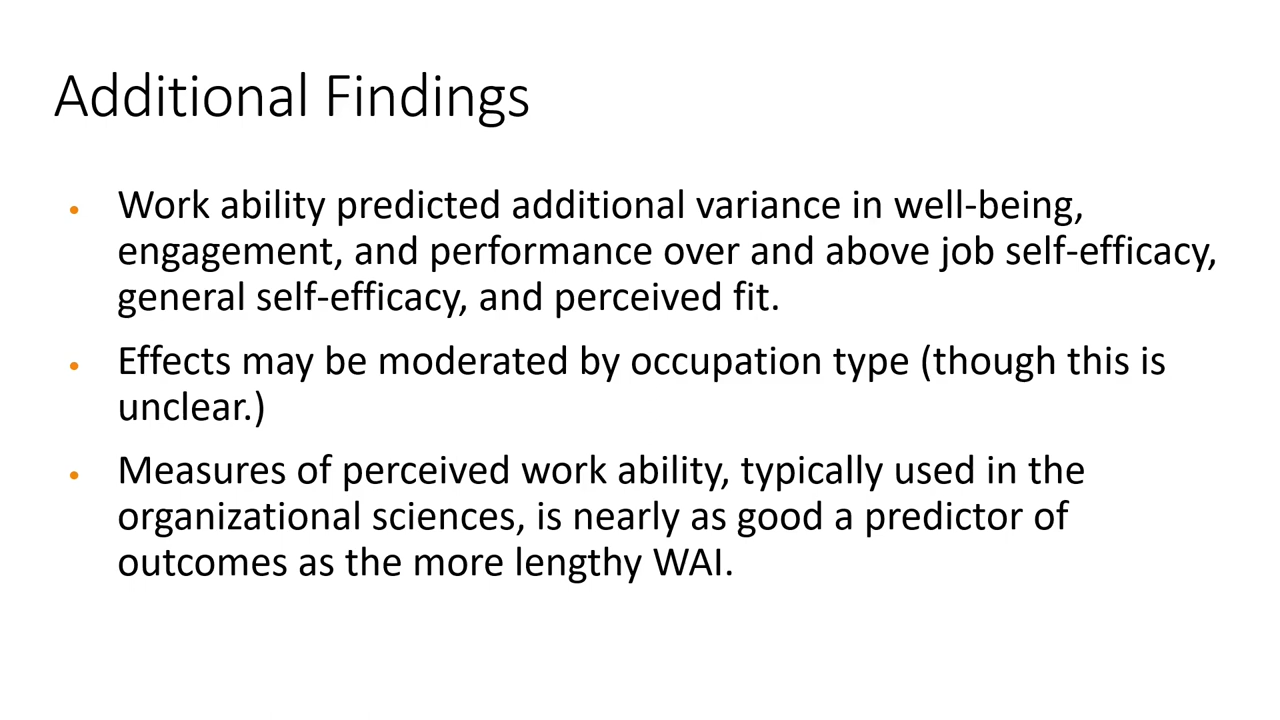 Additional Findings
• Work ability predicted additional variance in well-being,
engagement, and performance over and above job self-efficacy,
general self-efficacy, and perceived fit.
• Effects may be moderated by occupation type (though this is
unclear.)
• Measures of perceived work ability, typically used in the
organizational sciences, is nearly as good a predictor of
outcomes as the more lengthy WAI.